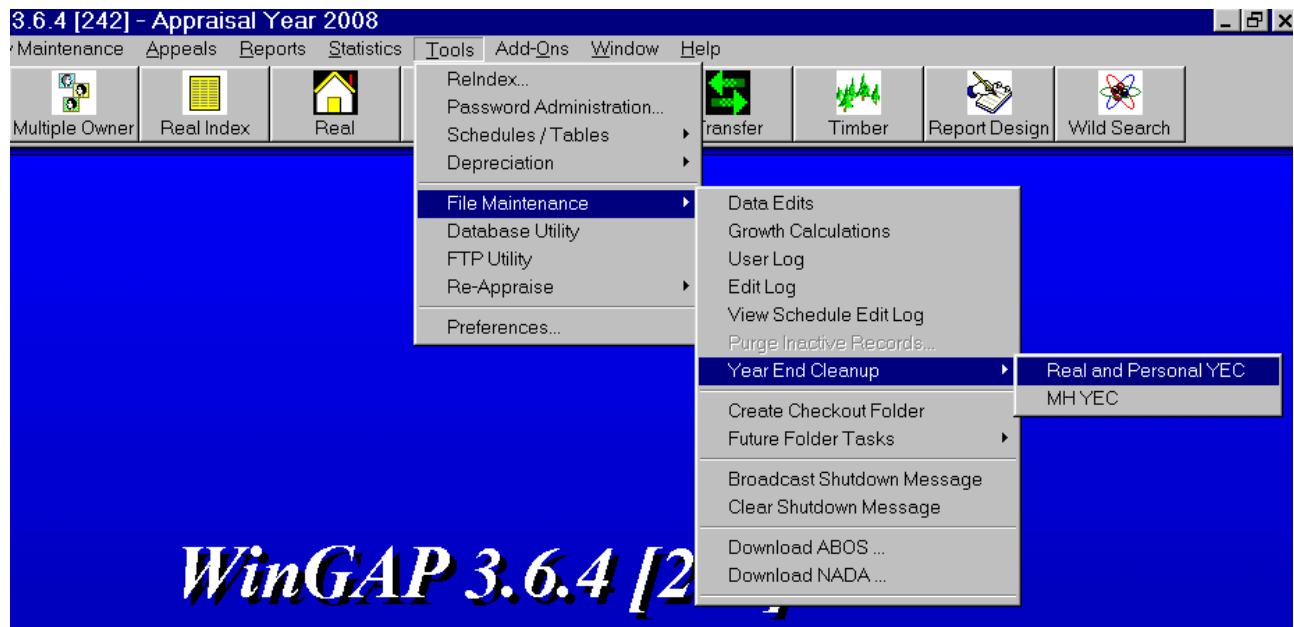 3.6.4 [242] - Appraisal Year 2008
Maintenance Appeals Reports Statistics Tools Add-Ons Window Help
Multiple Owner Real Index Real Transfer Timber Report Design Wild Search
ReIndex...
Password Administration...
Schedules / Tables
Depreciation
File Maintenance
Database Utility
FTP Utility
Re-Appraise
Preferences...
Data Edits
Growth Calculations
User Log
Edit Log
View Schedule Edit Log
Purge Inactive Records...
Year End Cleanup
Create Checkout Folder
Future Folder Tasks
Broadcast Shutdown Message
Clear Shutdown Message
Download ABOS ...
Download NADA ...
Real and Personal YEC
MH YEC
WinGAP 3.6.4 [2